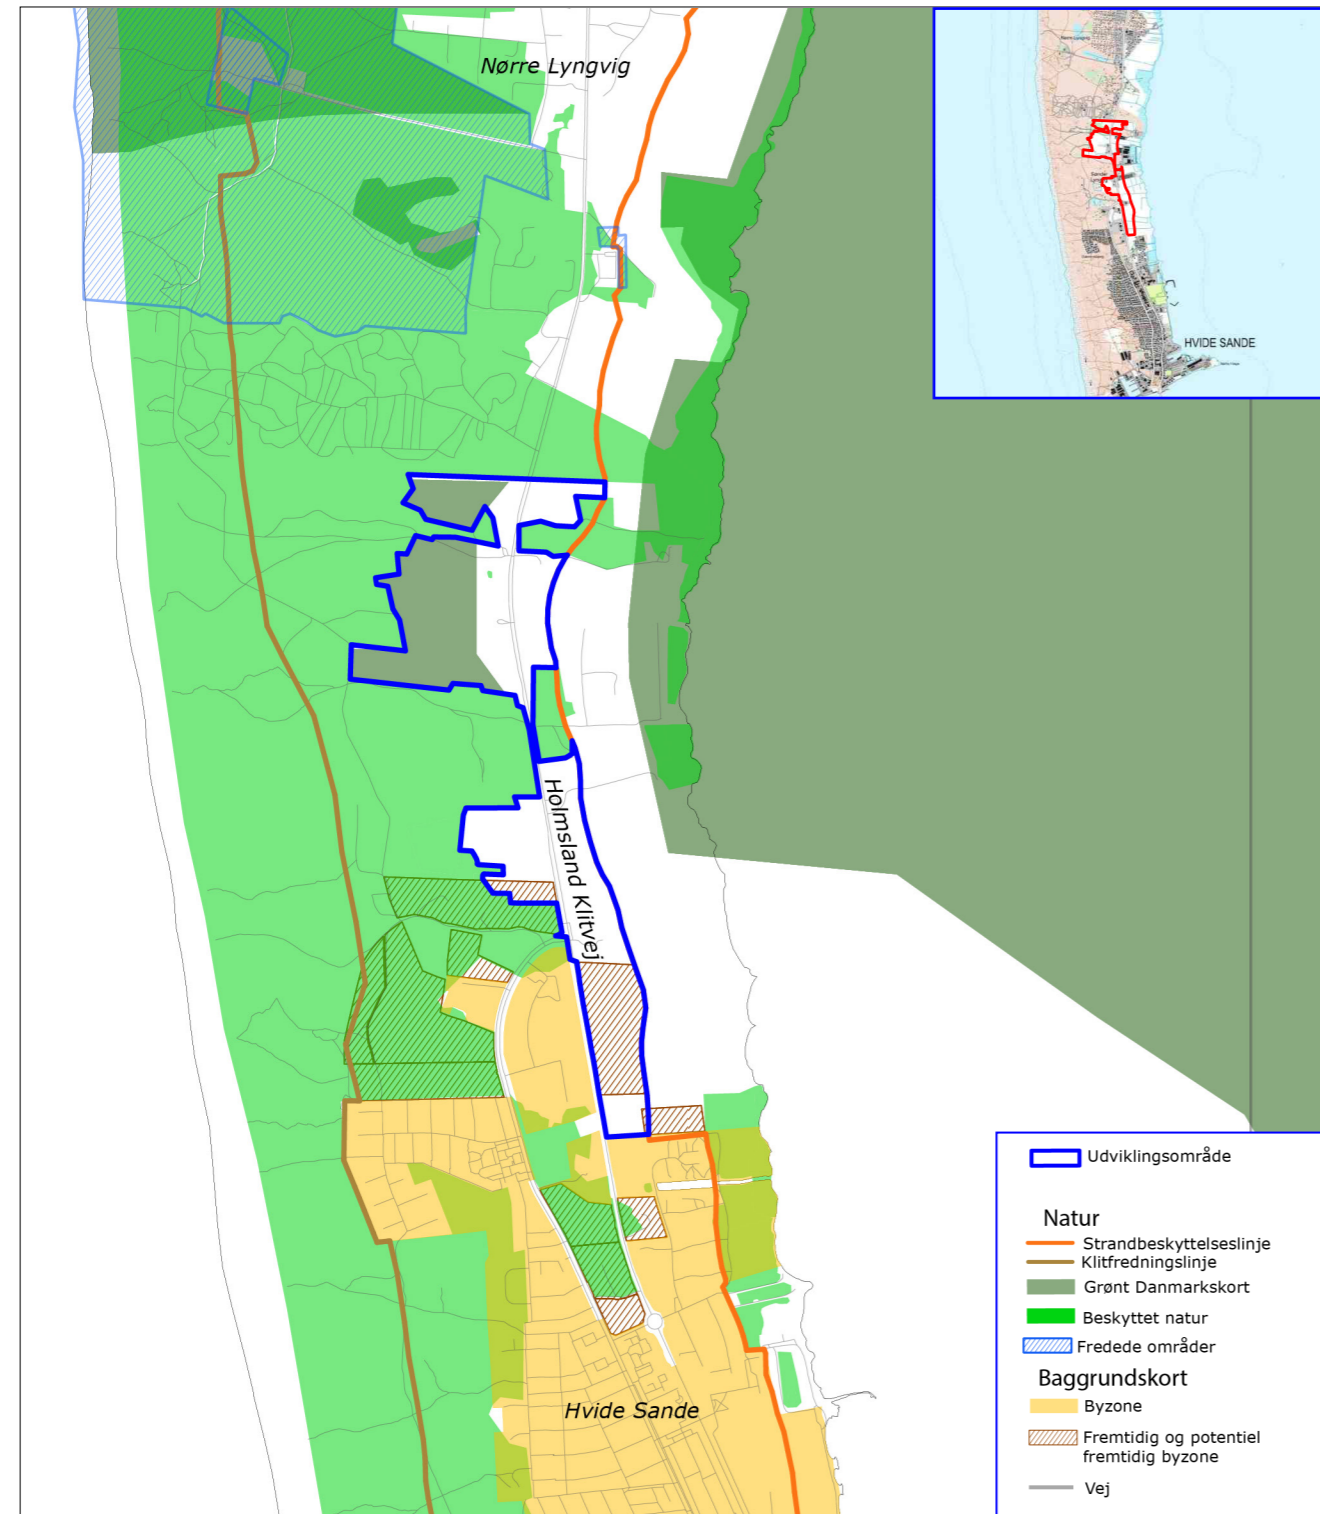 Nørre Lyngvig
HVIDE SANDE
Holmsland Klitvej
Hvide Sande
Udviklingsområde
Natur
Strandbeskyttelseslinje
Klitfredningslinje
Grønt Danmarkskort
Beskyttet natur
Fredede områder
Baggrundskort
Byzone
Fremtidig og potentiel
fremtidig byzone
Vej